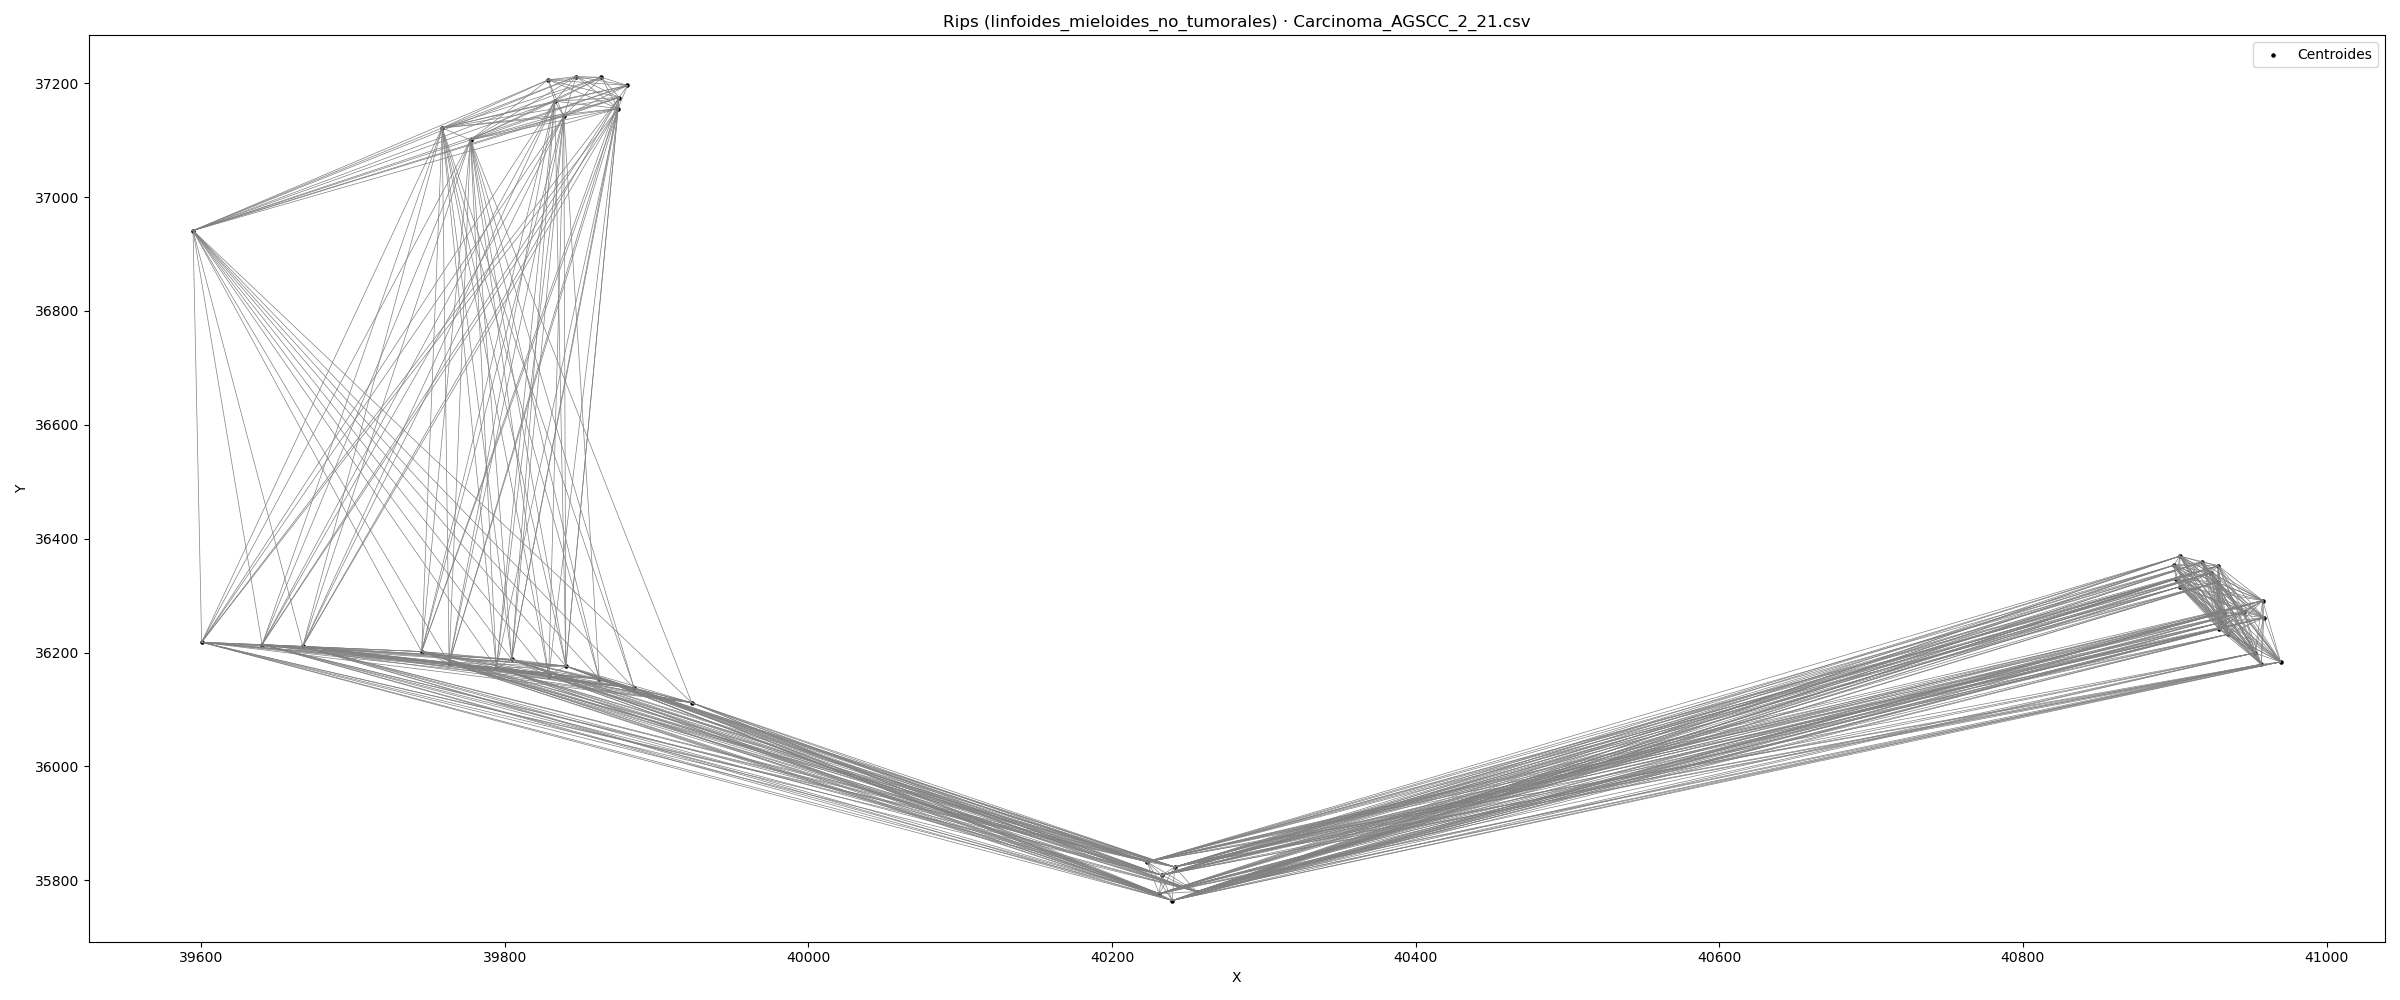 Rips (linfoides_mieloides_no_tumorales) · Carcinoma_AGSCC_2_21.csv
Centroides
37200
37000
36800
36600
36400
36200
36000
35800
Y
39600 39800 40000 40200 40400 40600 40800 41000
X